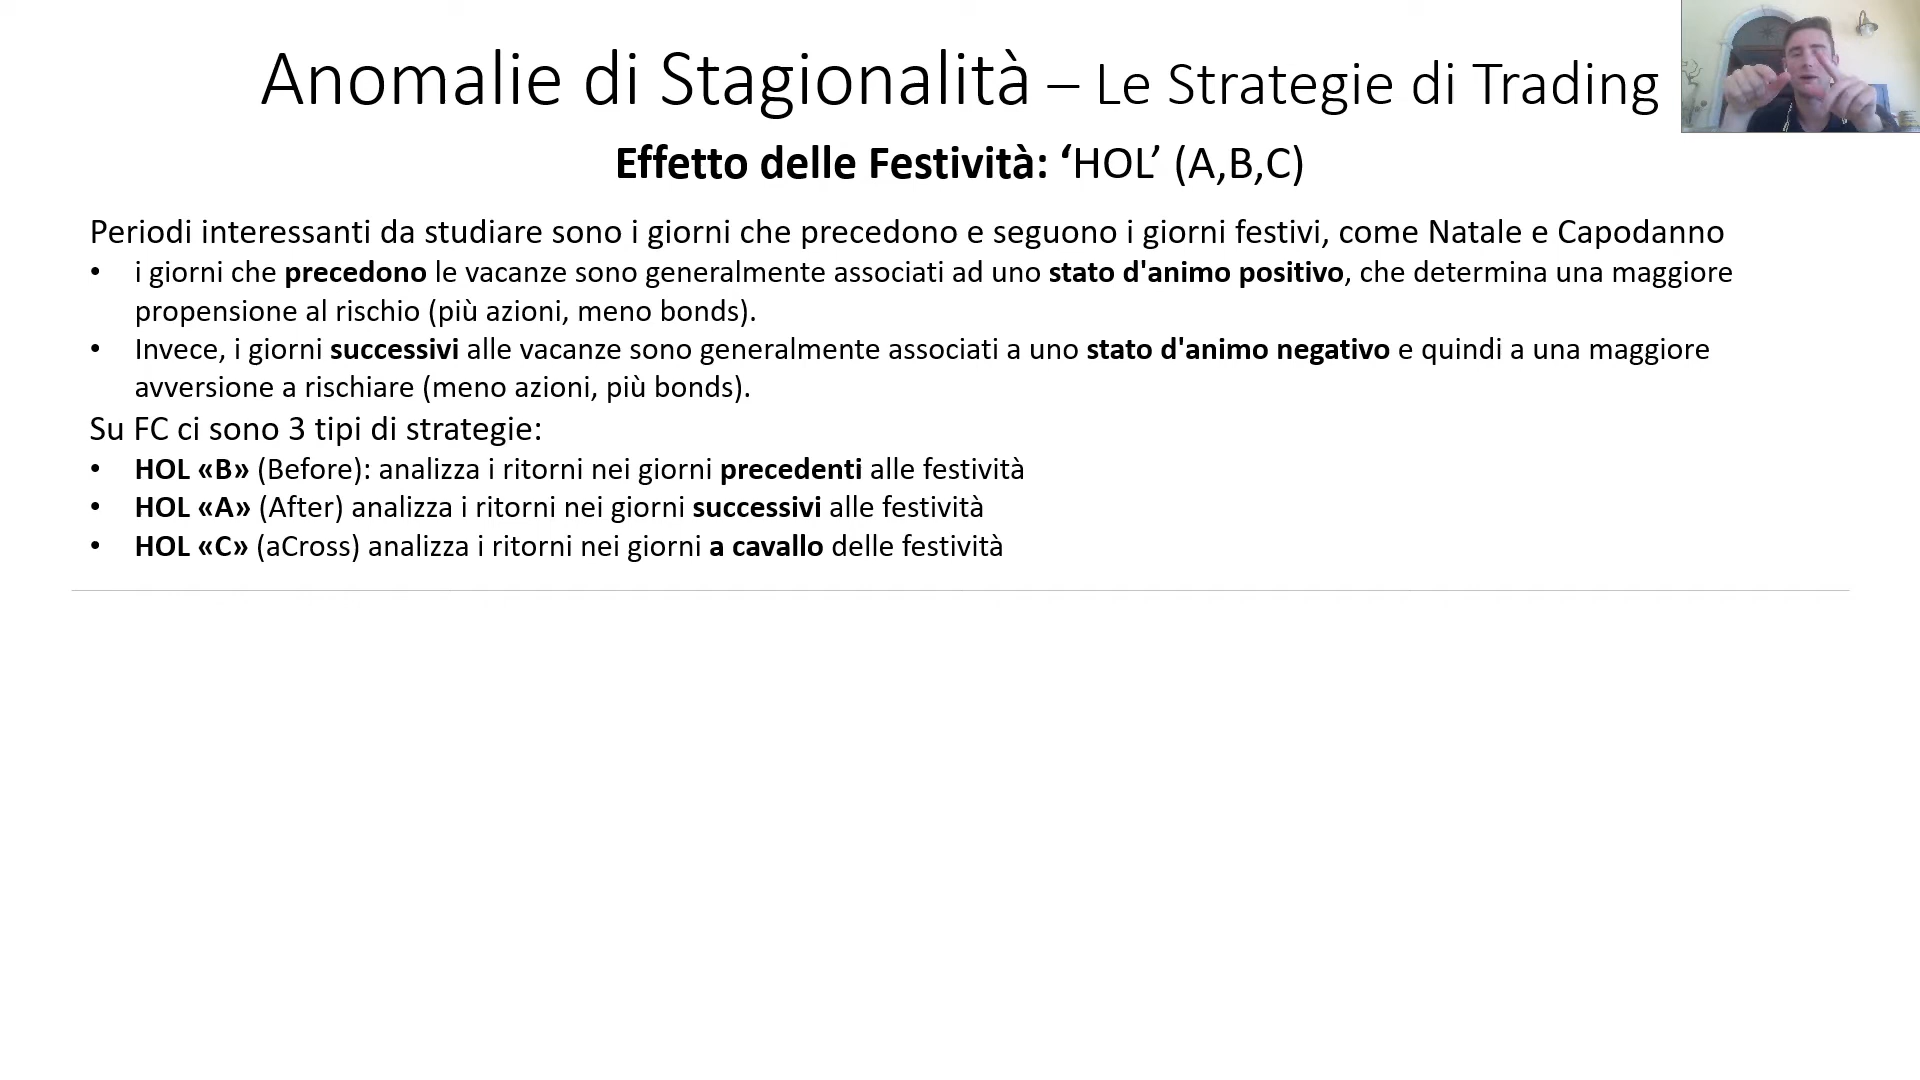 Anomalie di Stagionalità – Le Strategie di Trading
Effetto delle Festività: ‘HOL’ (A,B,C)
Periodi interessanti da studiare sono i giorni che precedono e seguono i giorni festivi, come Natale e Capodanno
• i giorni che precedono le vacanze sono generalmente associati ad uno stato d'animo positivo, che determina una maggiore
propensione al rischio (più azioni, meno bonds).
• Invece, i giorni successivi alle vacanze sono generalmente associati a uno stato d'animo negativo e quindi a una maggiore
avversione a rischiare (meno azioni, più bonds).
Su FC ci sono 3 tipi di strategie:
• HOL «B» (Before): analizza i ritorni nei giorni precedenti alle festività
• HOL «A» (After) analizza i ritorni nei giorni successivi alle festività
• HOL «C» (aCross) analizza i ritorni nei giorni a cavallo delle festività